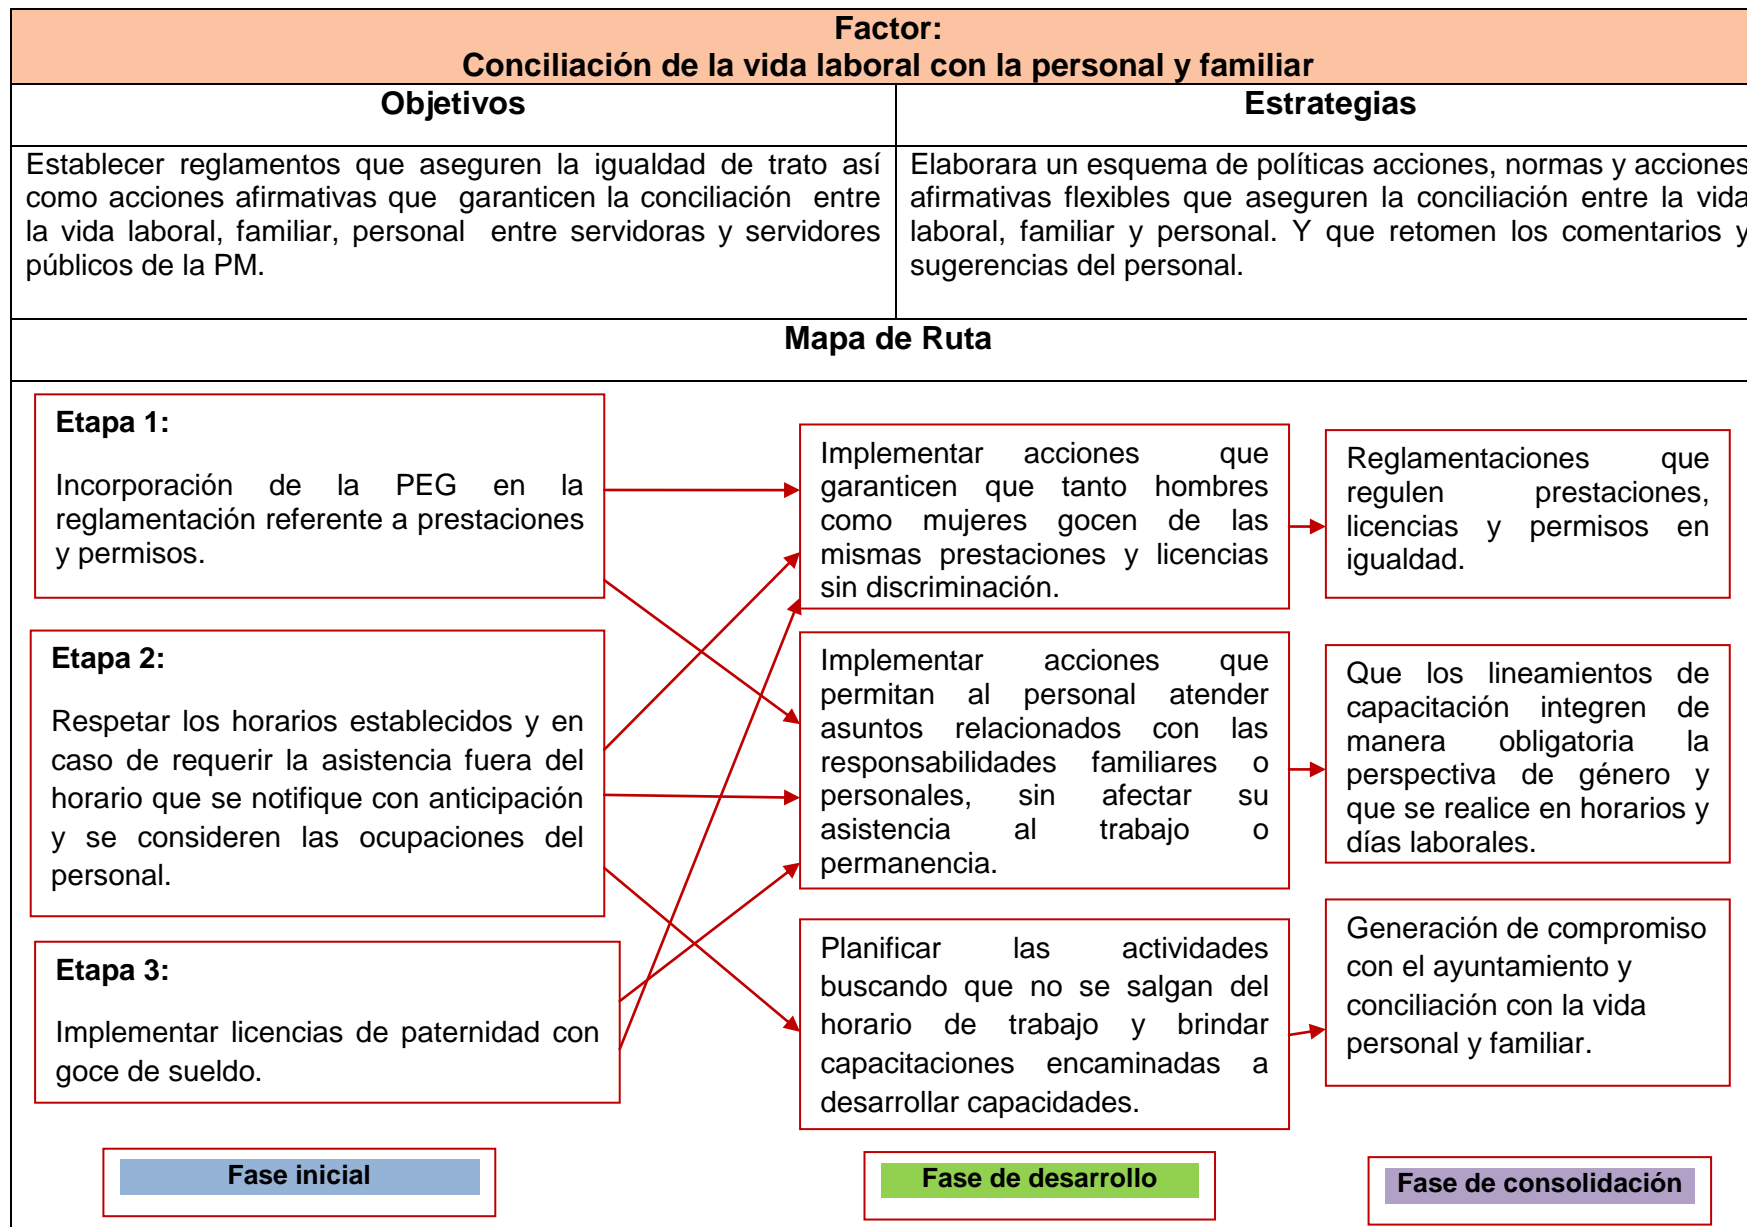 Factor:
Conciliación de la vida laboral con la personal y familiar
Objetivos
Estrategias
Establecer reglamentos que aseguren la igualdad de trato así
como acciones afirmativas que garanticen la conciliación entre
la vida laboral, familiar, personal entre servidoras y servidores
públicos de la PM.
Elaborara un esquema de políticas acciones, normas y acciones
afirmativas flexibles que aseguren la conciliación entre la vida
laboral, familiar y personal. Y que retomen los comentarios y
sugerencias del personal.
Mapa de Ruta
Etapa 1:
Incorporación de la PEG en la
reglamentación referente a prestaciones
y permisos.
Etapa 2:
Respetar los horarios establecidos y en
caso de requerir la asistencia fuera del
horario que se notifique con anticipación
y se consideren las ocupaciones del
personal.
Etapa 3:
Implementar licencias de paternidad con
goce de sueldo.
Fase inicial
Implementar acciones que
garanticen que tanto hombres
como mujeres gocen de las
mismas prestaciones y licencias
sin discriminación.
Implementar acciones que
permitan al personal atender
asuntos relacionados con las
responsabilidades familiares o
personales, sin afectar su
asistencia al trabajo o
permanencia.
Planificar las actividades
buscando que no se salgan del
horario de trabajo y brindar
capacitaciones encaminadas a
desarrollar capacidades.
Fase de desarrollo
Reglamentaciones que
regulen prestaciones,
licencias y permisos en
igualdad.
Que los lineamientos de
capacitación integren de
manera obligatoria la
perspectiva de género y
que se realice en horarios y
días laborales.
Generación de compromiso
con el ayuntamiento y
conciliación con la vida
personal y familiar.
Fase de consolidación